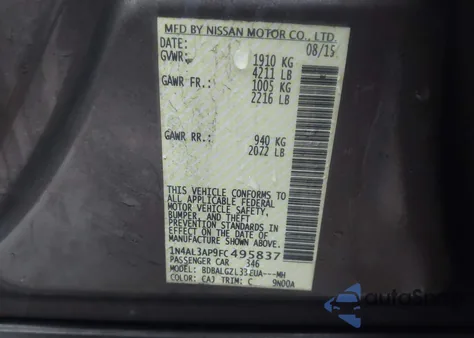 MFD BY NISSAN MOTOR CO., LTD.
DATE: 08/15
GVWR: 1910 KG
4211 LB
GAWR FR.: 1005 KG
2216 LB
GAWR RR.: 940 KG
2072 LB
THIS VEHICLE CONFORMS TO
ALL APPLICABLE FEDERAL
MOTOR VEHICLE SAFETY,
BUMPER, AND THEFT
PREVENTION STANDARDS
IN EFFECT ON THE DATE OF
MANUFACTURE SHOWN ABOVE.
1N4AL3AP9FC495837
PASSENGER CAR 346
MODEL: BDBALGZL33EUA---MH
COLOR: CAJ TRIM: C 9N00A